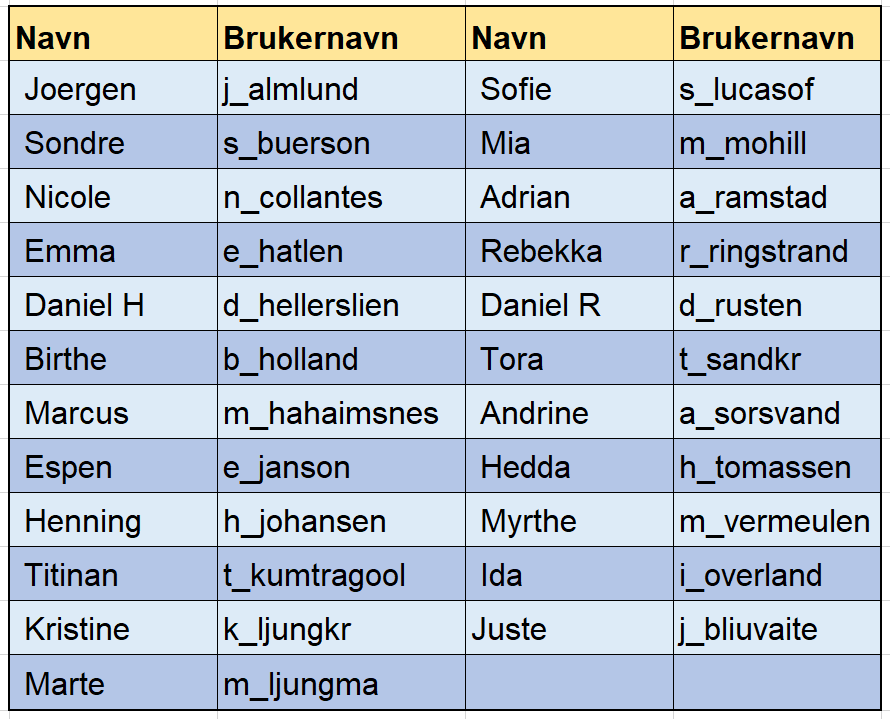 Navn Brukernavn Navn Brukernavn
Joergen j_almlund Sofie s_lucasof
Sondre s_buerson Mia m_mohill
Nicole n_collantes Adrian a_ramstad
Emma e_hatlen Rebekka r_ringstrand
Daniel H d_hellerslien Daniel R d_rusten
Birthe b_holland Tora t_sandkr
Marcus m_hahaimsnes Andrine a_sorsvand
Espen e_janson Hedda h_tomassen
Henning h_johansen Myrthe m_vermeulen
Titinan t_kumtragool Ida i_overland
Kristine k_ljungkr Juste j_bliuvaite
Marte m_ljungma